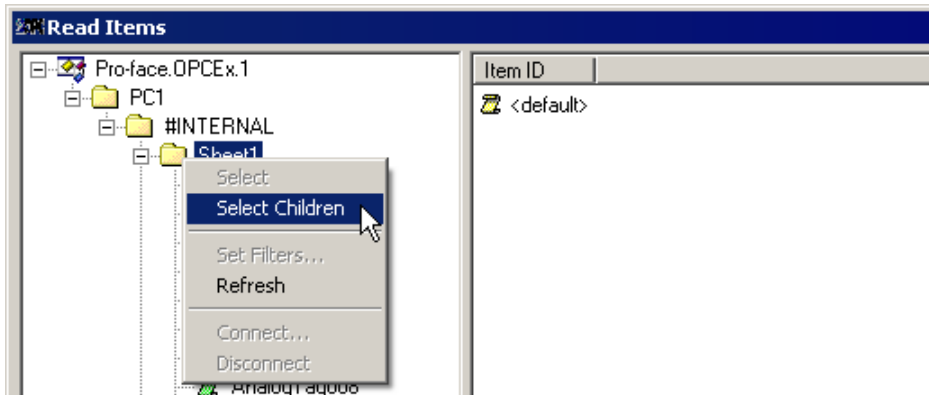 Read Items
Pro-face.OPCEx.1
PC1
#INTERNAL
Sheet1
Select
Select Children
Set Filters...
Refresh
Connect...
Disconnect
AnalogTag008
Item ID
<default>